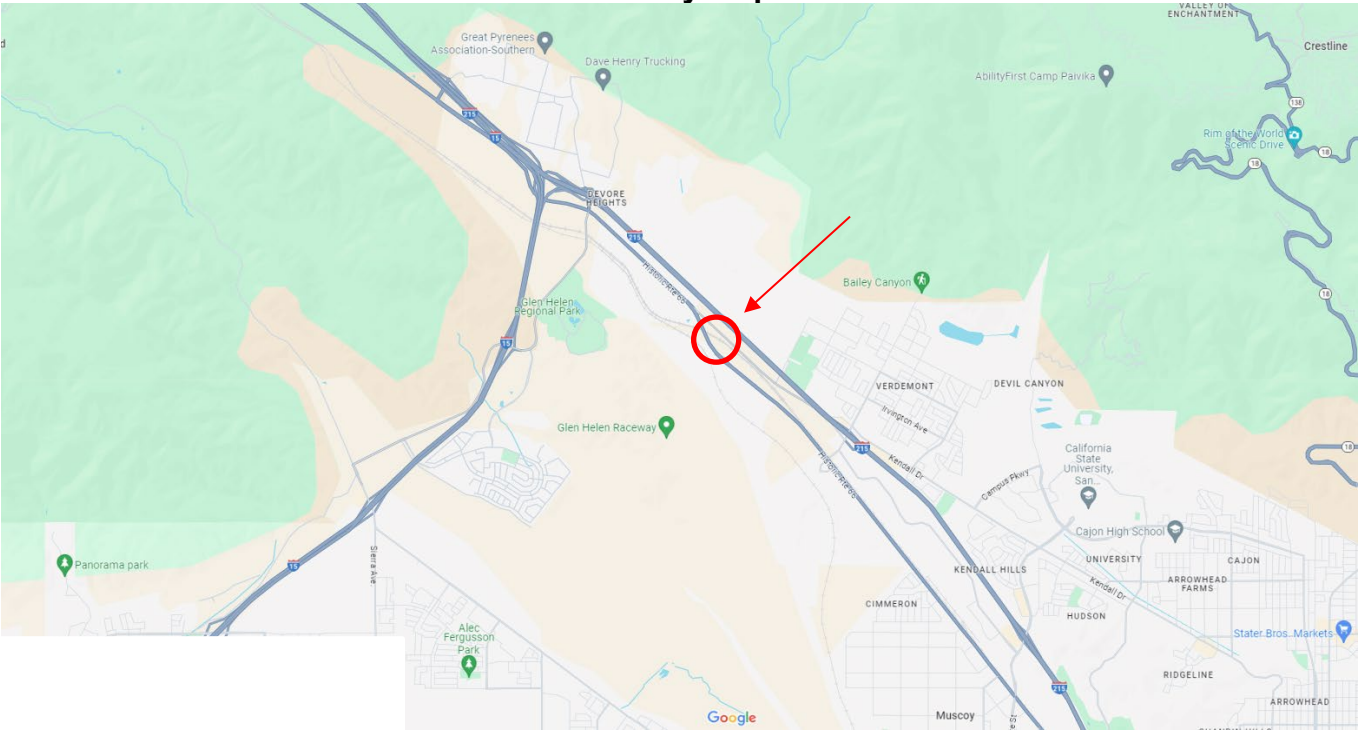 VALLEY OF
ENCHANTMENT
Crestline
Great Pyrenees
Association-Southern
Dave Henry Trucking
AbilityFirst Camp Paivika
138
Rim of the World
Scenic Drive
18
18
215
15
DEVORE
HEIGHTS
215
Historic Rte 66
18
Bailey Canyon
Glen Helen
Regional Park
15
VERDEMONT
DEVIL CANYON
Irvington Ave
Glen Helen Raceway
215
Kendall Dr
18
California
State
University,
San...
Historic Rte 66
Campus Pkwy
Cajon High School
Panorama park
15
Sierra Ave
KENDALL HILLS
UNIVERSITY
CAJON
Kendall Dr
ARROWHEAD
FARMS
CIMMERON
HUDSON
Alec
Fergusson
Park
Stater Bros. Markets
RIDGELINE
215
ARROWHEAD
Google
Muscoy